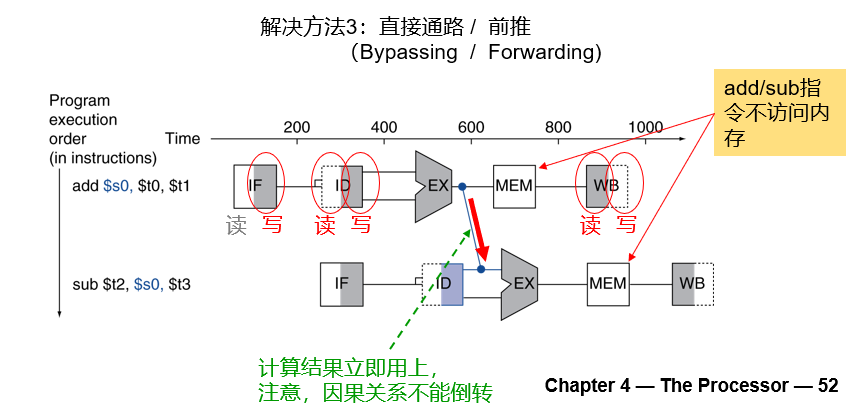 解决方法3：直接通路 / 前推
（Bypassing / Forwarding)
add/sub指
令不访问内
存
Program
execution
order
(in instructions)
Time
200 400 600 800 1000
add $s0, $t0, $t1
IF ID EX MEM WB
读 写 读 写 读 写
sub $t2, $s0, $t3
IF ID EX MEM WB
计算结果立即用上，
注意，因果关系不能倒转
Chapter 4 — The Processor — 52